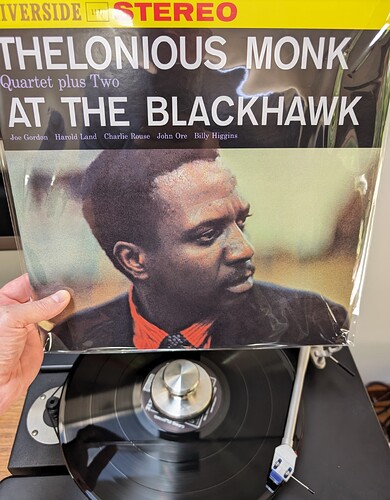 IVERSIDE STEREO
THELONIOUS MONK
Quartet plus Two
AT THE BLACKHAWK
Joe Gordon Harold Land Charlie Rouse John Ore Billy Higgins